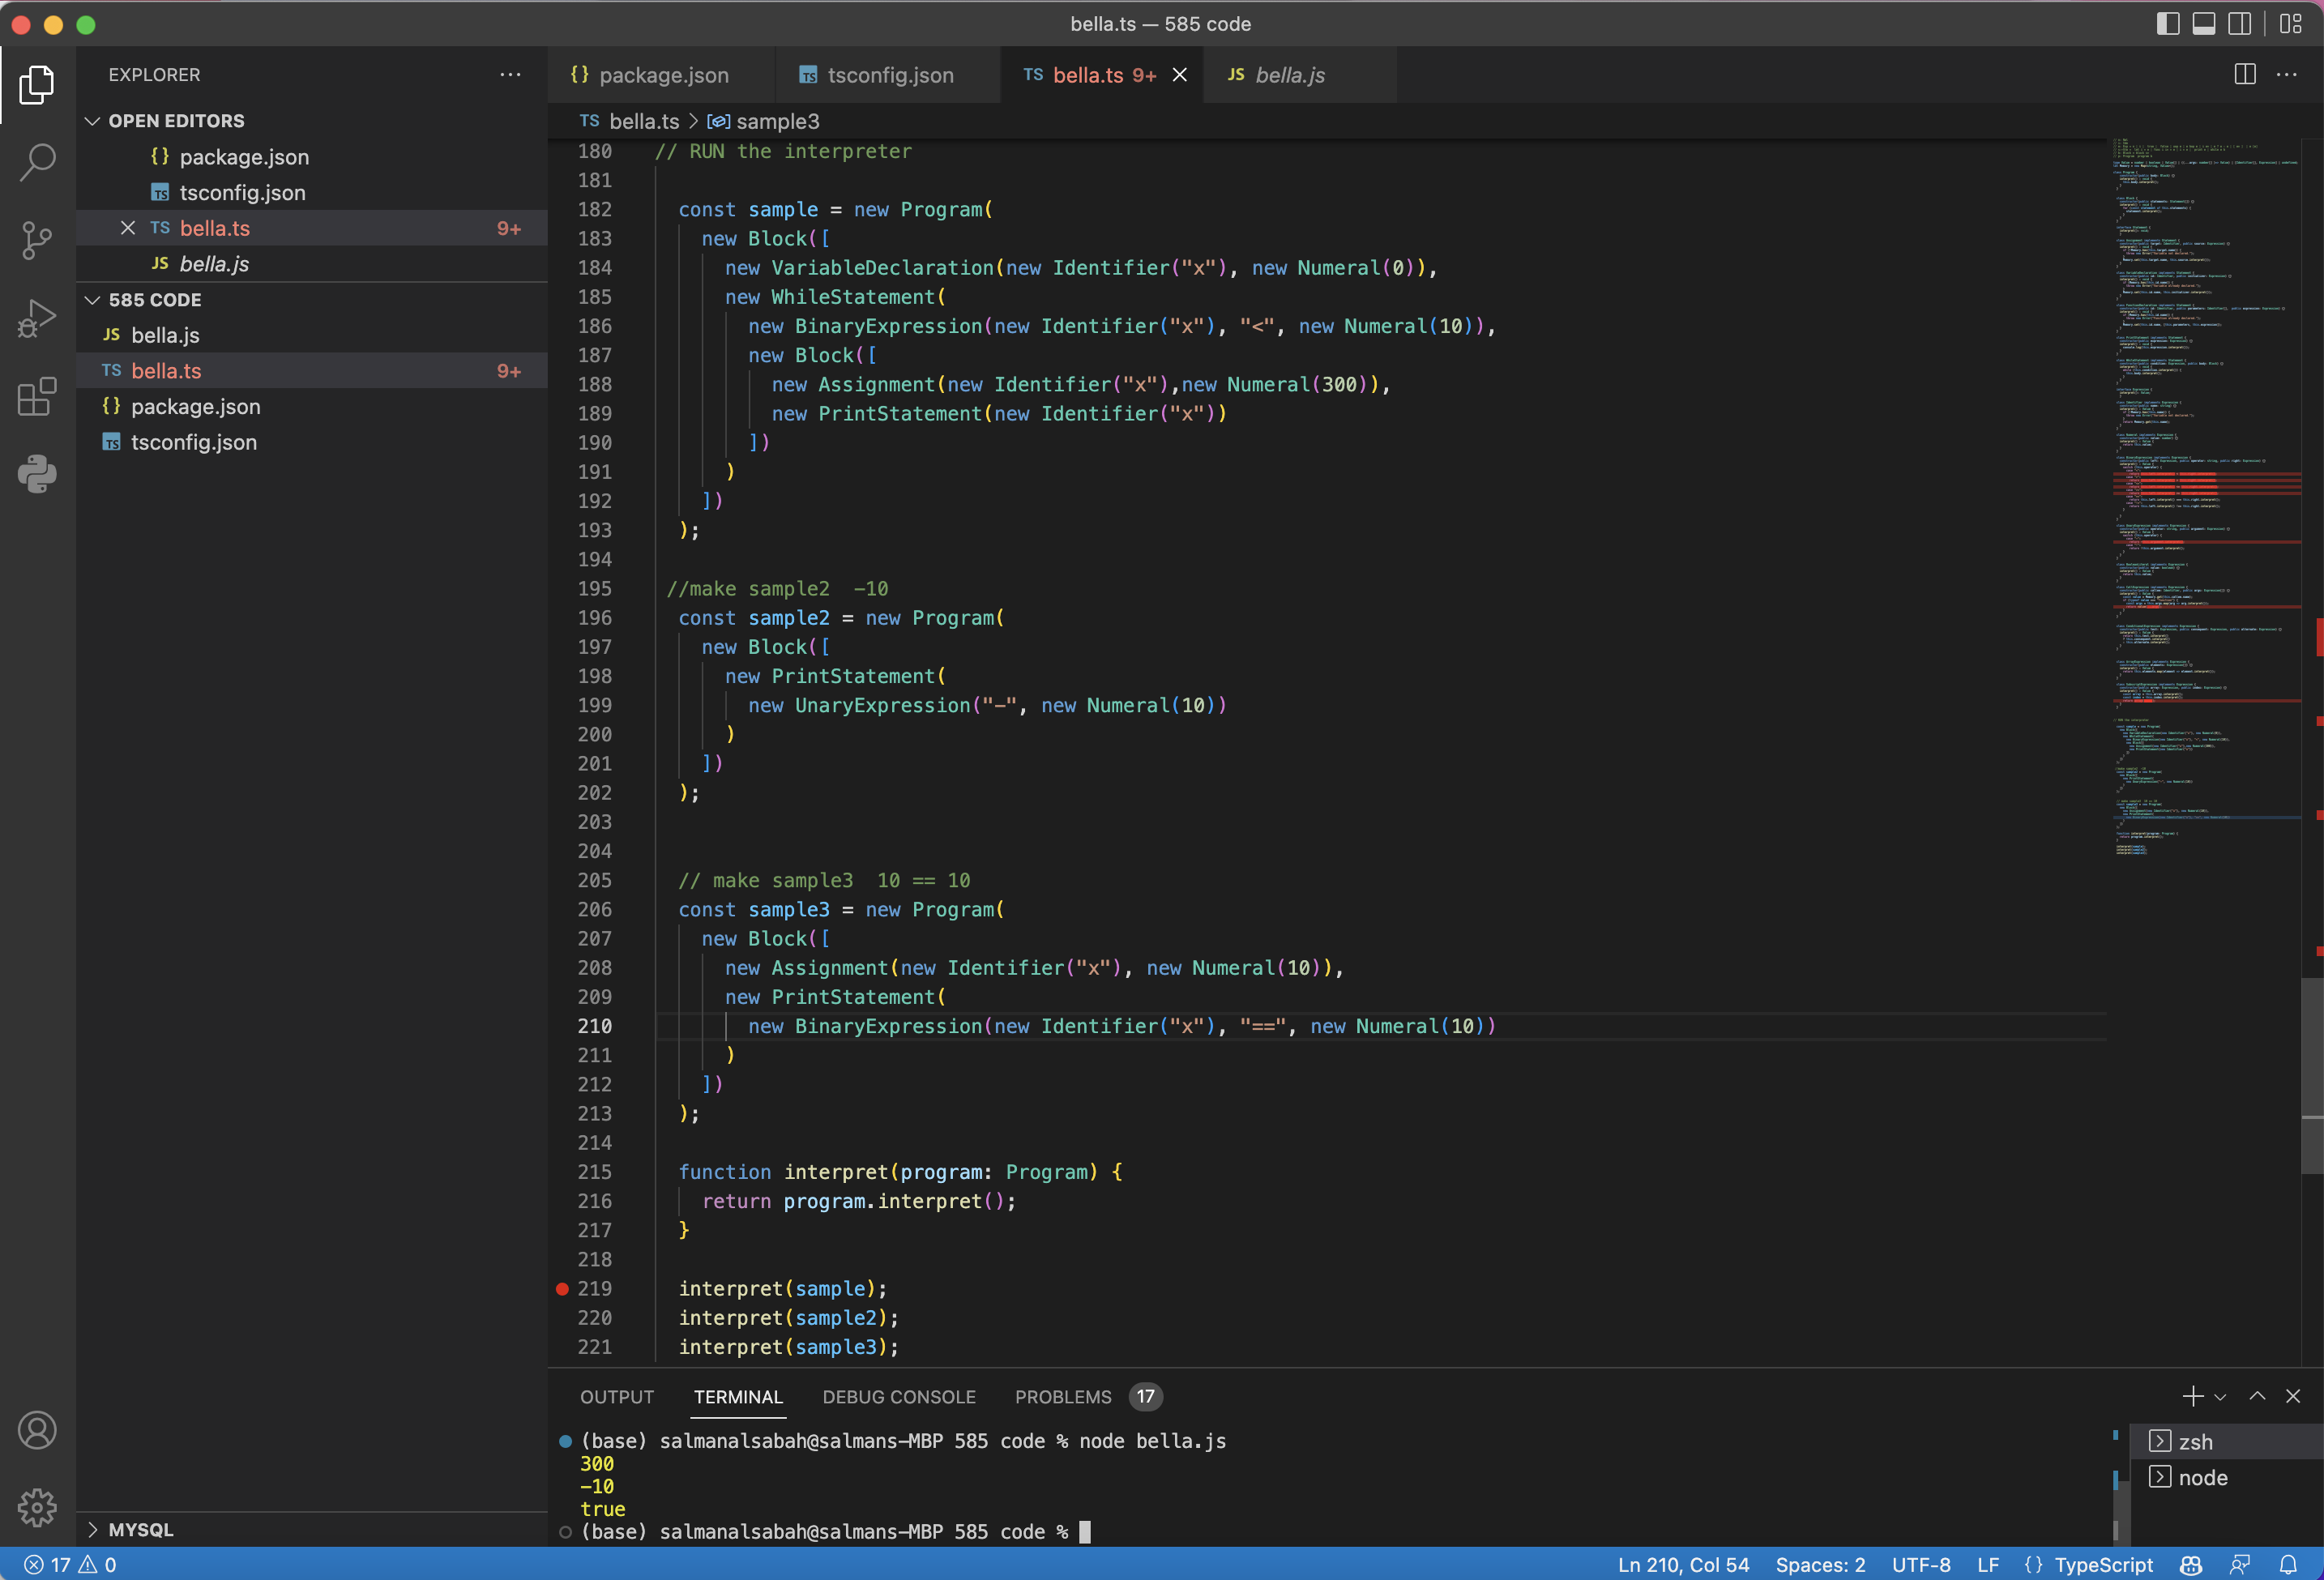 bella.ts — 585 code
EXPLORER
OPEN EDITORS
{} package.json
TS tsconfig.json
TS bella.ts 9+
JS bella.js
585 CODE
JS bella.js
TS bella.ts 9+
{} package.json
TS tsconfig.json
MYSQL
{} package.json
TS tsconfig.json
TS bella.ts 9+
JS bella.js
TS bella.ts > sample3
180 // RUN the interpreter
181
182 const sample = new Program(
183 new Block([
184 new VariableDeclaration(new Identifier("x"), new Numeral(0)),
185 new WhileStatement(
186 new BinaryExpression(new Identifier("x"), "<", new Numeral(10)),
187 new Block([
188 new Assignment(new Identifier("x"),new Numeral(300)),
189 new PrintStatement(new Identifier("x"))
190 ])
191 )
192 ])
193 );
194
195 //make sample2  -10
196 const sample2 = new Program(
197 new Block([
198 new PrintStatement(
199 new UnaryExpression("-", new Numeral(10))
200 )
201 ])
202 );
203
204
205 // make sample3  10 == 10
206 const sample3 = new Program(
207 new Block([
208 new Assignment(new Identifier("x"), new Numeral(10)),
209 new PrintStatement(
210 new BinaryExpression(new Identifier("x"), "==", new Numeral(10))
211 )
212 ])
213 );
214
215 function interpret(program: Program) {
216 return program.interpret();
217 }
218
219 interpret(sample);
220 interpret(sample2);
221 interpret(sample3);
OUTPUT TERMINAL DEBUG CONSOLE PROBLEMS 17
(base) salmanalsabah@salmans-MBP 585 code % node bella.js
300
-10
true
(base) salmanalsabah@salmans-MBP 585 code %
zsh
node
17 0
Ln 210, Col 54 Spaces: 2 UTF-8 LF {} TypeScript